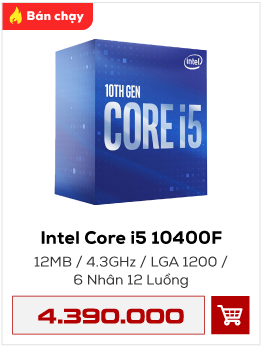 Bán chạy
intel
10TH GEN
CORE i5
Intel Core i5 10400F
12MB / 4.3GHz / LGA 1200 /
6 Nhân 12 Luồng
4.390.000